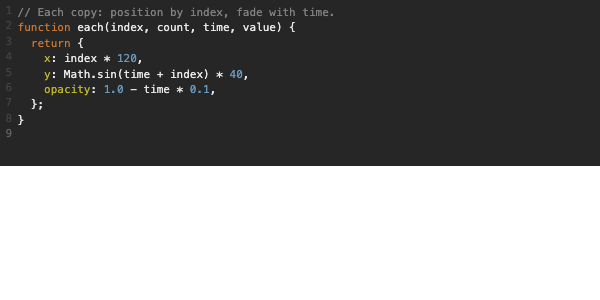 1 // Each copy: position by index, fade with time.
2 function each(index, count, time, value) {
3   return {
4     x: index * 120,
5     y: Math.sin(time + index) * 40,
6     opacity: 1.0 - time * 0.1,
7   };
8 }
9